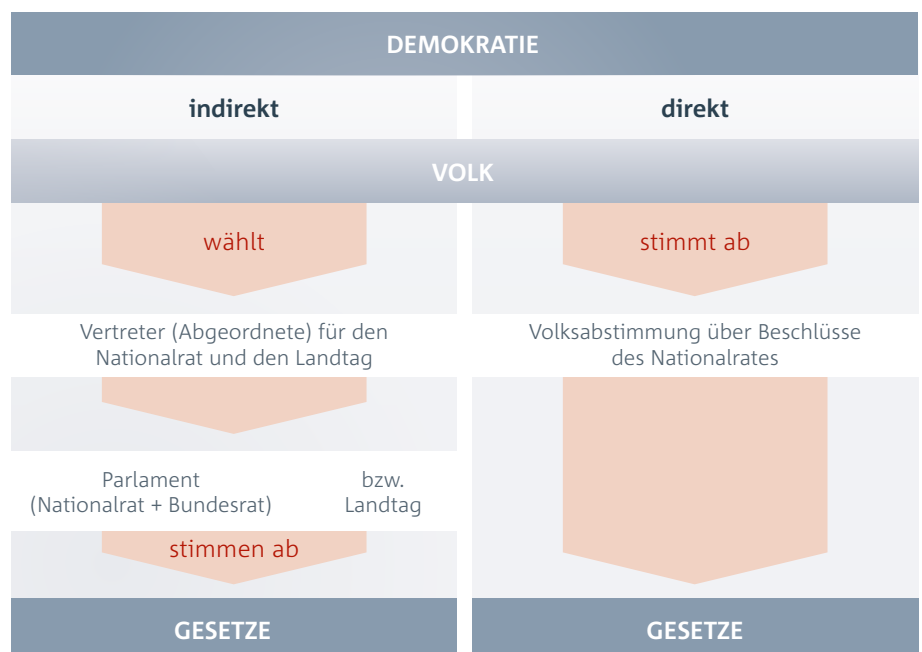 DEMOKRATIE
indirekt
direkt
VOLK
wählt
stimmt ab
Vertreter (Abgeordnete) für den
Nationalrat und den Landtag
Volksabstimmung über Beschlüsse
des Nationalrates
Parlament
(Nationalrat + Bundesrat)
bzw.
Landtag
stimmen ab
GESETZE
GESETZE